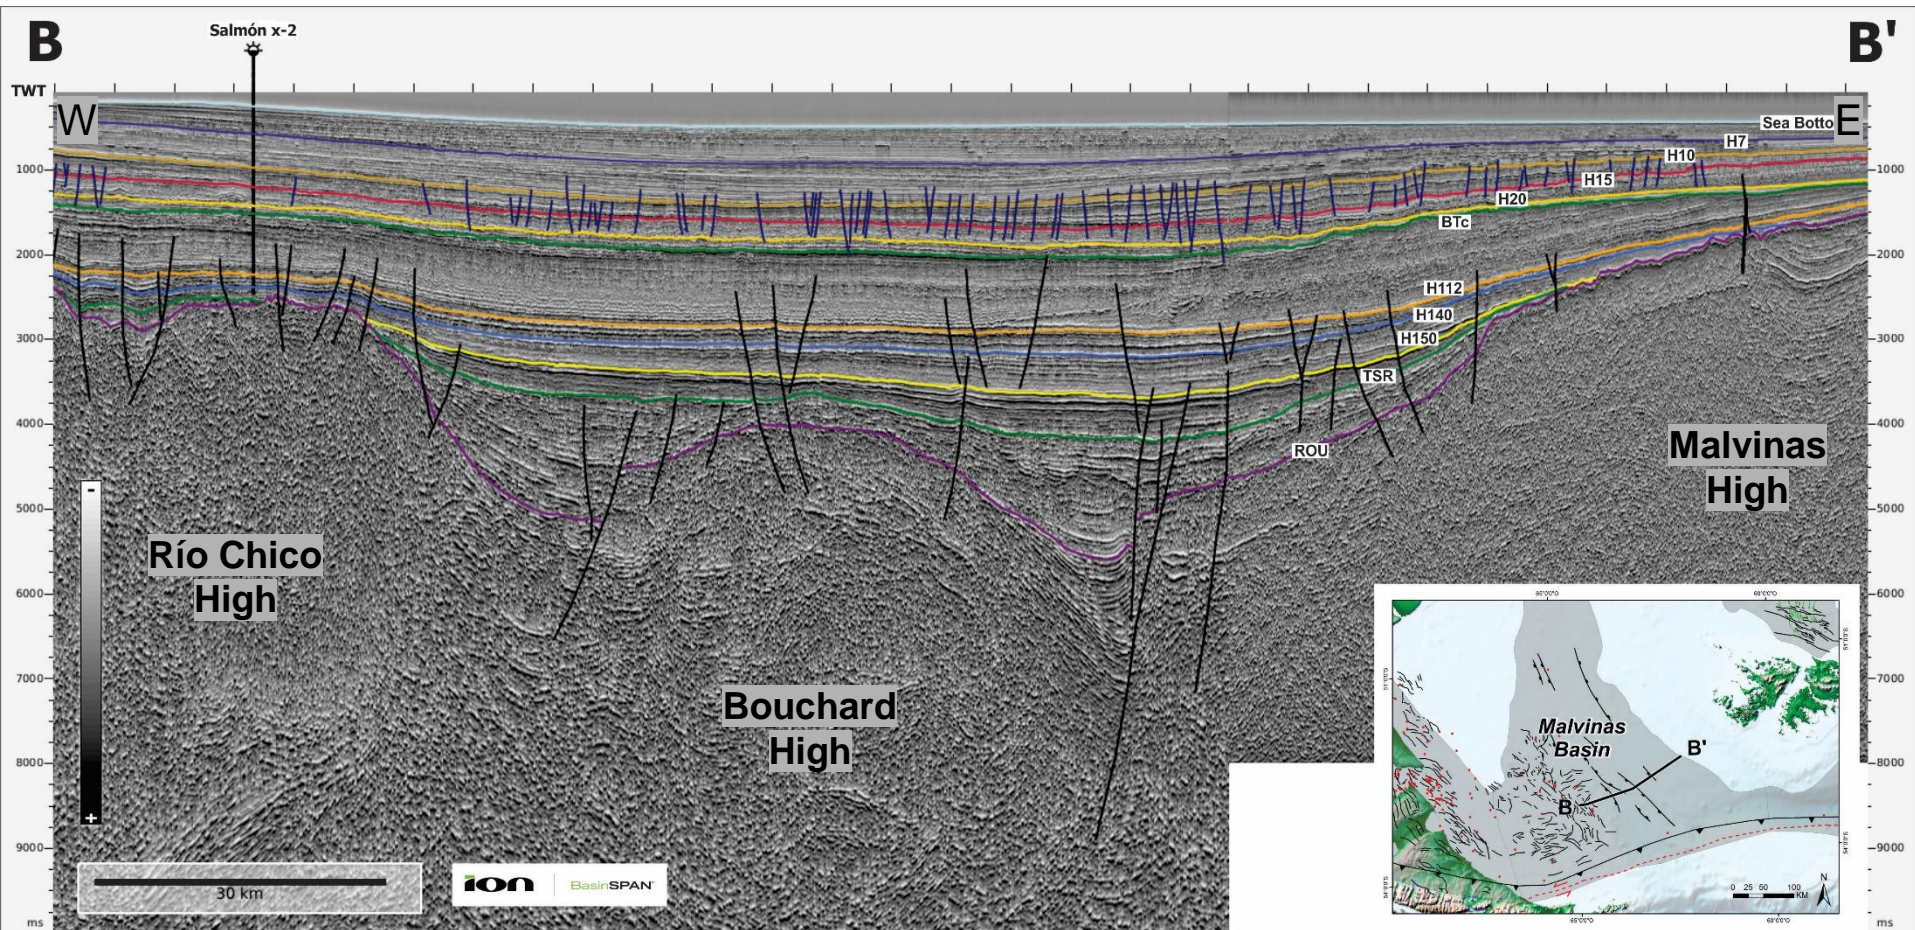 B
Salmón x-2
B'
TWT
W
E
Sea Botto
H7
H10
H15
H20
BTc
H112
H140
H150
TSR
ROU
1000
2000
3000
4000
5000
6000
7000
8000
9000
ms
1000
2000
3000
4000
5000
6000
7000
8000
9000
ms
-
+
Río Chico
High
Bouchard
High
Malvinas
High
30 km
ion
BasinSPAN
Malvinas
Basin
B
B'
0 25 50 100
KM
N